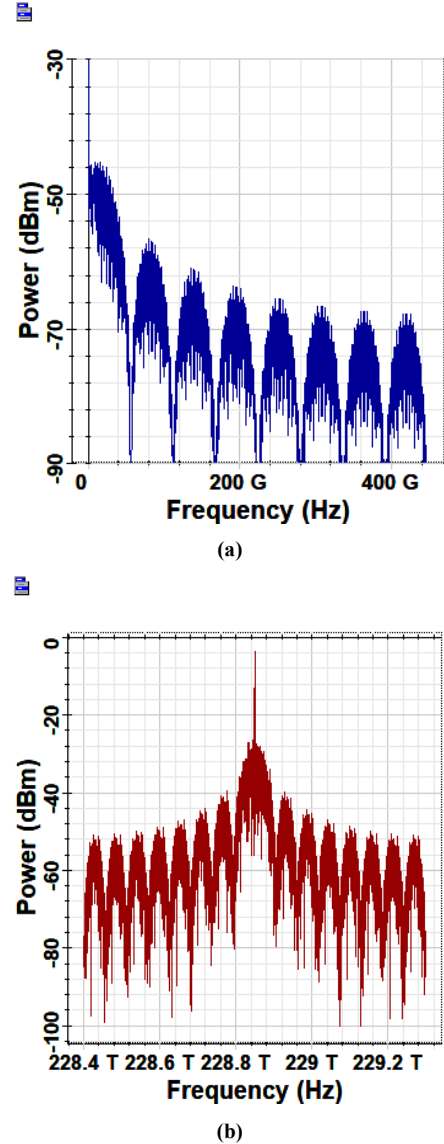 -30
-50
-70
-90
Power (dBm)
0 200 G 400 G
Frequency (Hz)
(a)
0
-20
-40
-60
-80
-100
Power (dBm)
228.4 T 228.6 T 228.8 T 229 T 229.2 T
Frequency (Hz)
(b)